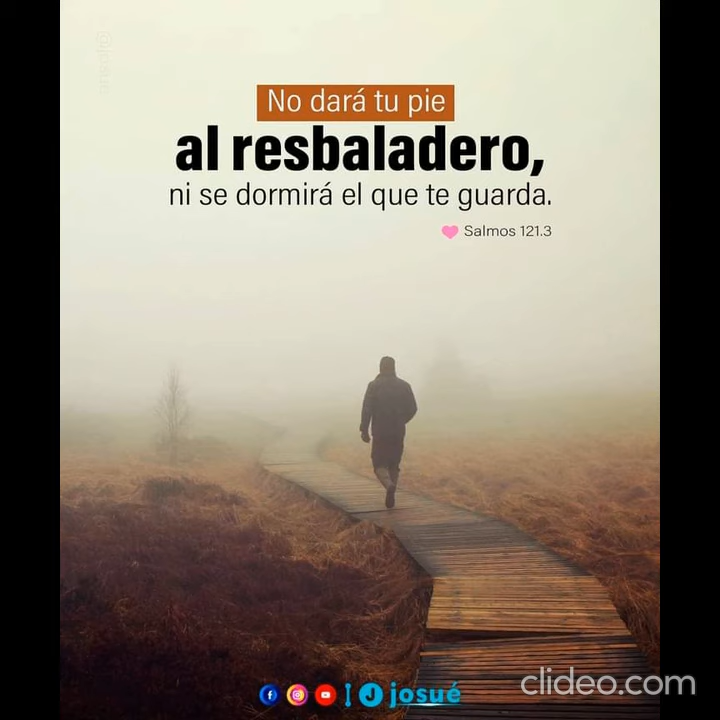 No dará tu pie
al resbaladero,
ni se dormirá el que te guarda.
Salmos 121.3
josué
clideo.com